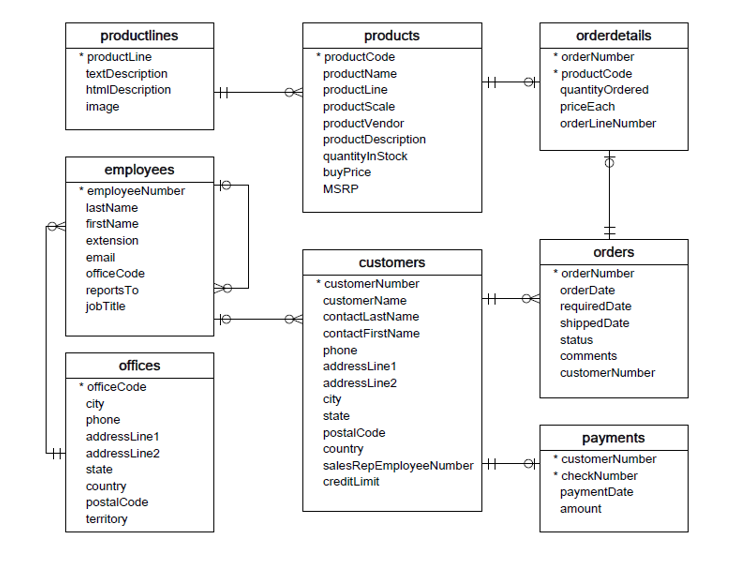 productlines
* productLine
textDescription
htmlDescription
image
products
* productCode
productName
productLine
productScale
productVendor
productDescription
quantityInStock
buyPrice
MSRP
orderdetails
* orderNumber
* productCode
quantityOrdered
priceEach
orderLineNumber
employees
* employeeNumber
lastName
firstName
extension
email
officeCode
reportsTo
jobTitle
customers
* customerNumber
customerName
contactLastName
contactFirstName
phone
addressLine1
addressLine2
city
state
postalCode
country
salesRepEmployeeNumber
creditLimit
orders
* orderNumber
orderDate
requiredDate
shippedDate
status
comments
customerNumber
offices
* officeCode
city
phone
addressLine1
addressLine2
state
country
postalCode
territory
payments
* customerNumber
* checkNumber
paymentDate
amount